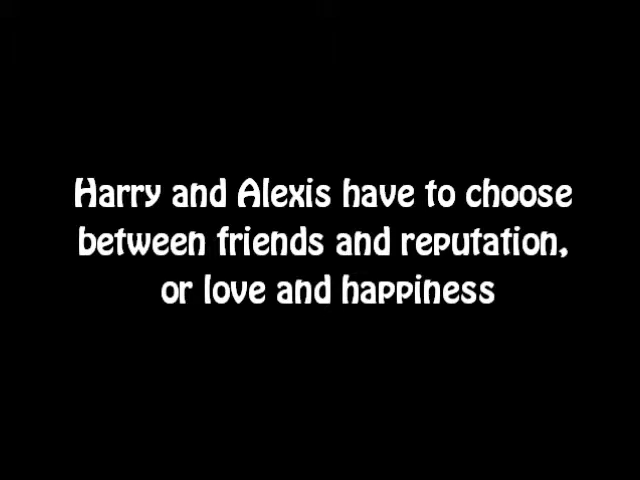 Harry and Alexis have to choose
between friends and reputation,
or love and happiness